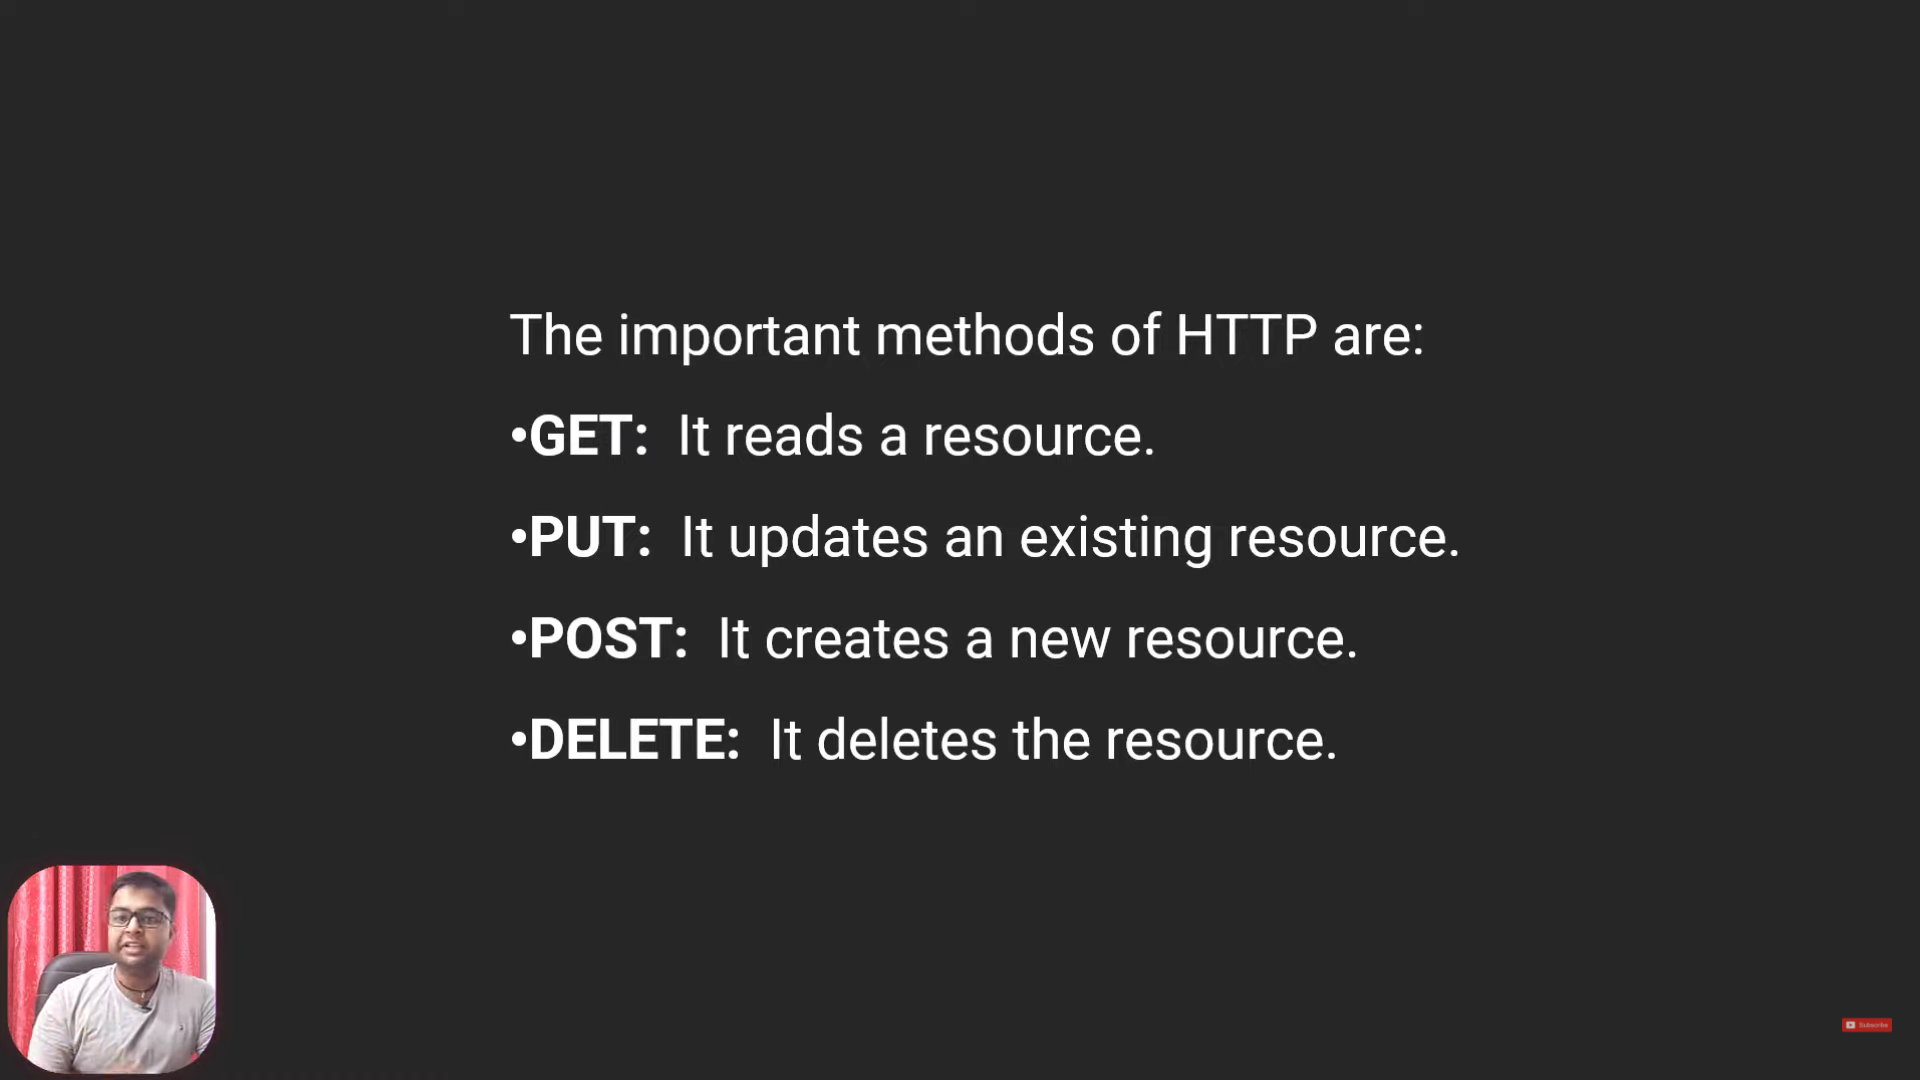 The important methods of HTTP are:
•GET: It reads a resource.
•PUT: It updates an existing resource.
•POST: It creates a new resource.
•DELETE: It deletes the resource.
Subscribe